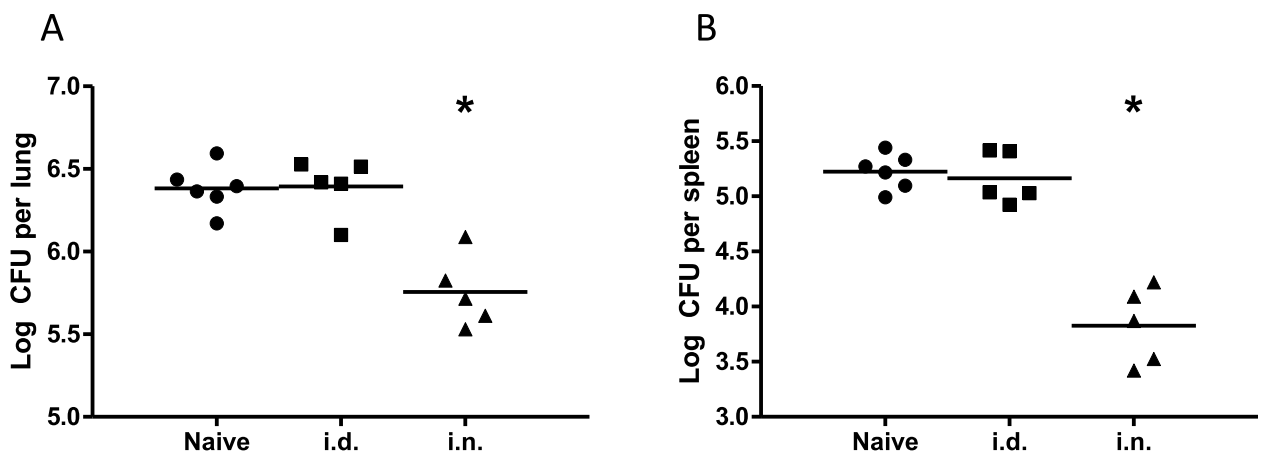 A
Log CFU per lung
7.0
6.5
6.0
5.5
5.0
*
Naive
i.d.
i.n.
B
Log CFU per spleen
6.0
5.5
5.0
4.5
4.0
3.5
3.0
*
Naive
i.d.
i.n.